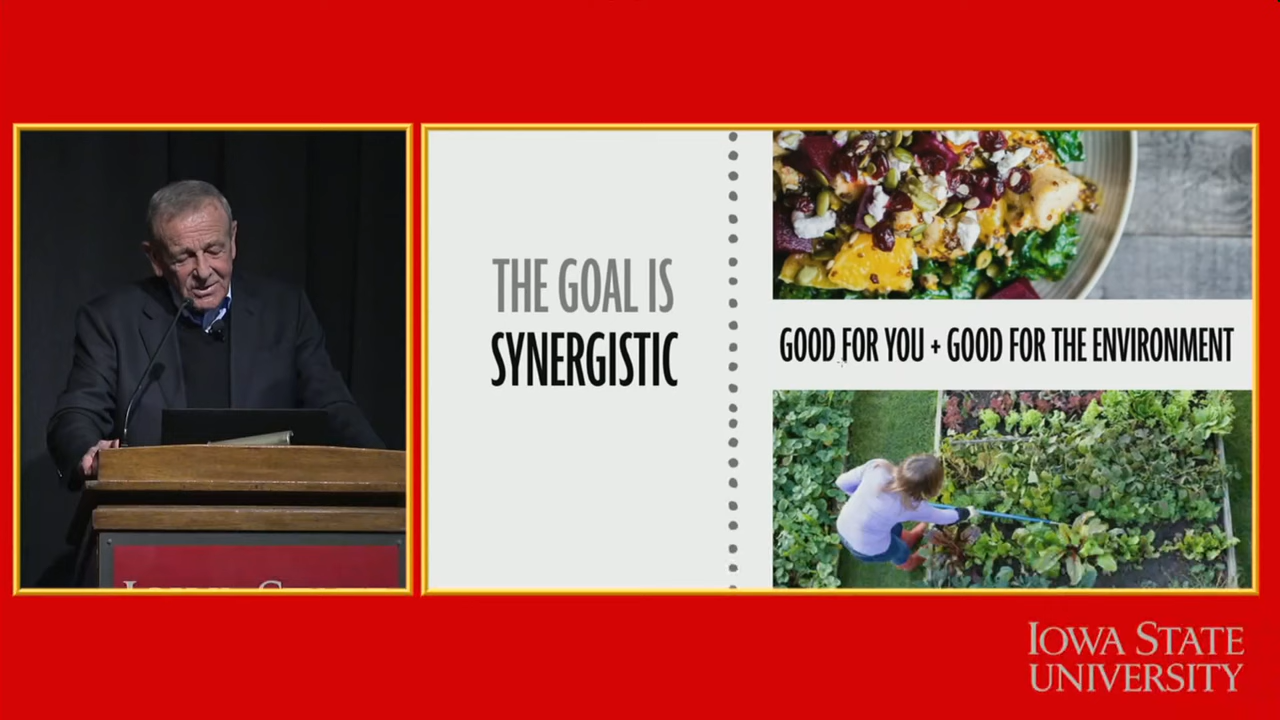 THE GOAL IS
SYNERGISTIC
GOOD FOR YOU + GOOD FOR THE ENVIRONMENT
IOWA STATE
UNIVERSITY